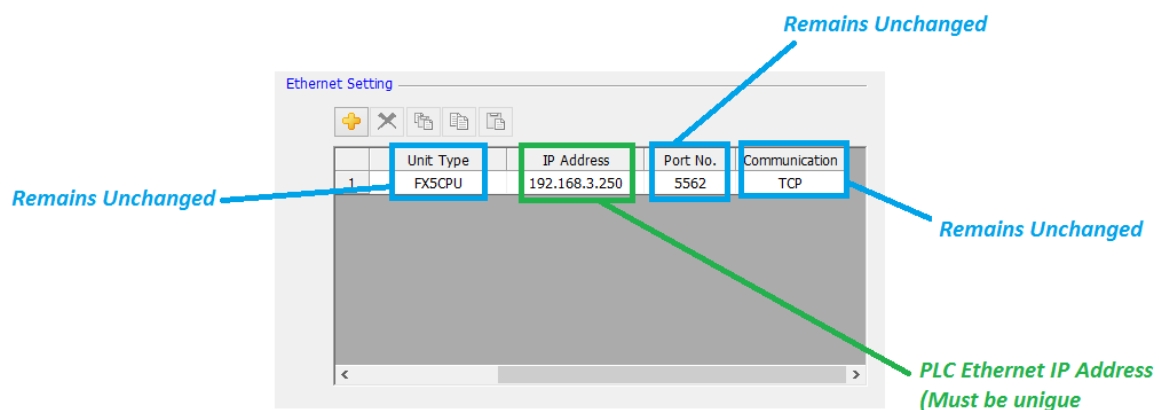 Remains Unchanged
Ethernet Setting
Unit Type IP Address Port No. Communication
1 FX5CPU 192.168.3.250 5562 TCP
Remains Unchanged
Remains Unchanged
PLC Ethernet IP Address
(Must be unigue